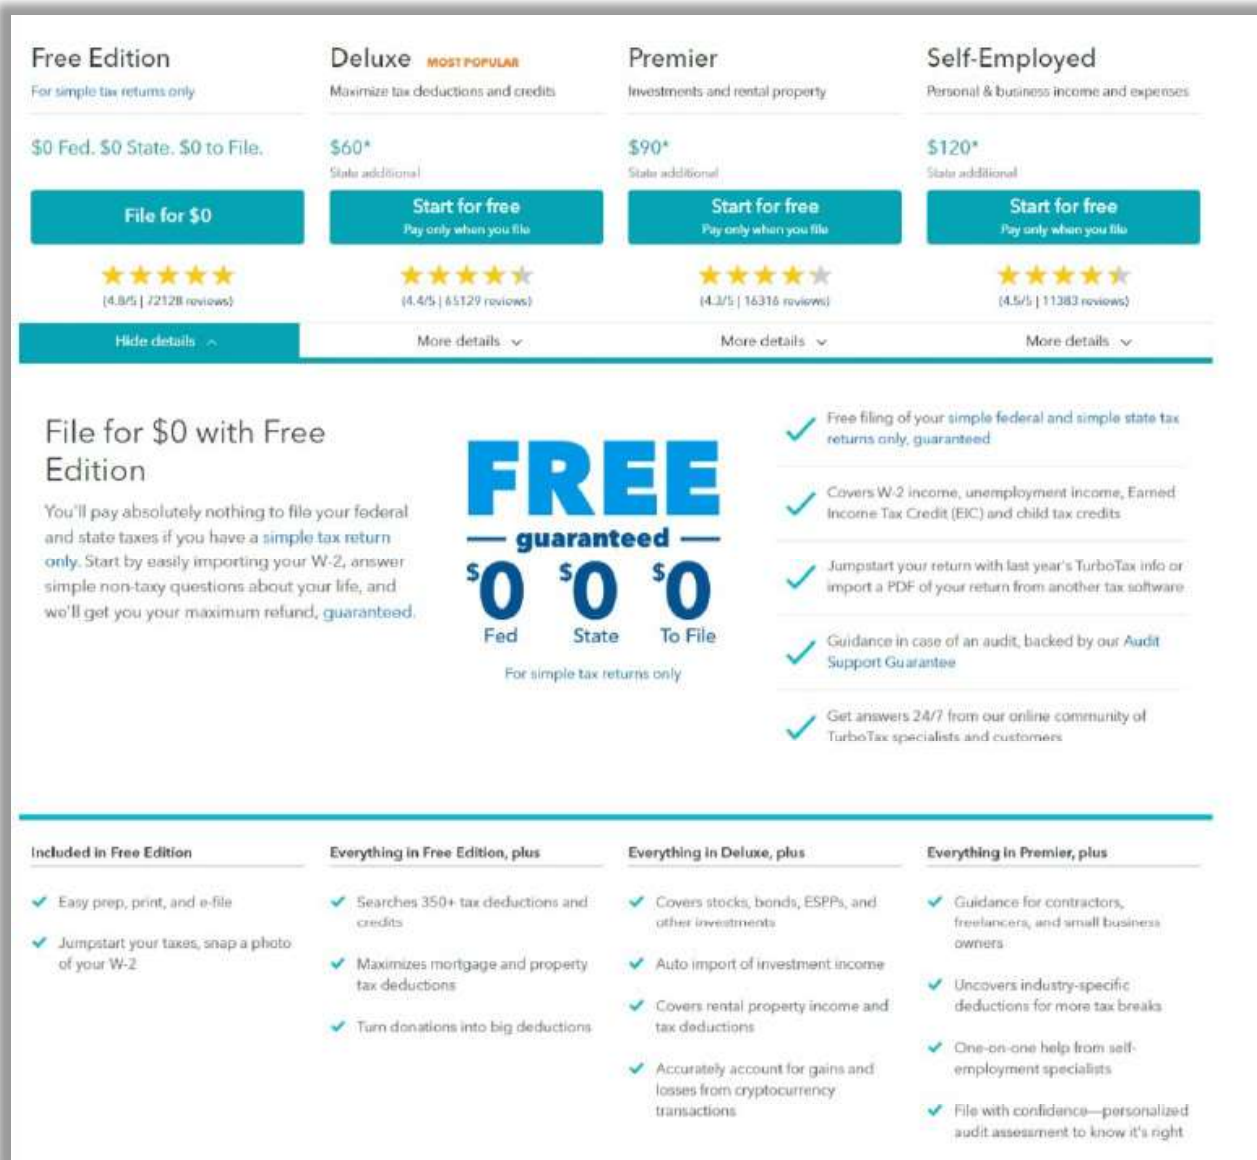 Free Edition
For simple tax returns only
$0 Fed. $0 State. $0 to File.
File for $0
(4.8/5 | 72128 reviews)
Hide details
Deluxe MOST POPULAR
Maximize tax deductions and credits
$60*
State additional
Start for free
Pay only when you file
(4.4/5 | 65129 reviews)
More details
Premier
Investments and rental property
$90*
State additional
Start for free
Pay only when you file
(4.3/5 | 16316 reviews)
More details
Self-Employed
Personal & business income and expenses
$120*
State additional
Start for free
Pay only when you file
(4.5/5 | 11383 reviews)
More details
File for $0 with Free
Edition
You'll pay absolutely nothing to file your federal
and state taxes if you have a simple tax return
only. Start by easily importing your W-2, answer
simple non-taxy questions about your life, and
we'll get you your maximum refund, guaranteed.
FREE
guaranteed
$0 $0 $0
Fed State To File
For simple tax returns only
Free filing of your simple federal and simple state tax
returns only, guaranteed
Covers W-2 income, unemployment income, Earned
Income Tax Credit (EIC) and child tax credits
Jumpstart your return with last year's TurboTax info or
import a PDF of your return from another tax software
Guidance in case of an audit, backed by our Audit
Support Guarantee
Get answers 24/7 from our online community of
TurboTax specialists and customers
Included in Free Edition
Easy prep, print, and e-file
Jumpstart your taxes, snap a photo
of your W-2
Everything in Free Edition, plus
Searches 350+ tax deductions and
credits
Maximizes mortgage and property
tax deductions
Turn donations into big deductions
Everything in Deluxe, plus
Covers stocks, bonds, ESPPs, and
other investments
Auto import of investment income
Covers rental property income and
tax deductions
Accurately account for gains and
losses from cryptocurrency
transactions
Everything in Premier, plus
Guidance for contractors,
freelancers, and small business
owners
Uncovers industry-specific
deductions for more tax breaks
One-on-one help from self-
employment specialists
File with confidence—personalized
audit assessment to know it's right